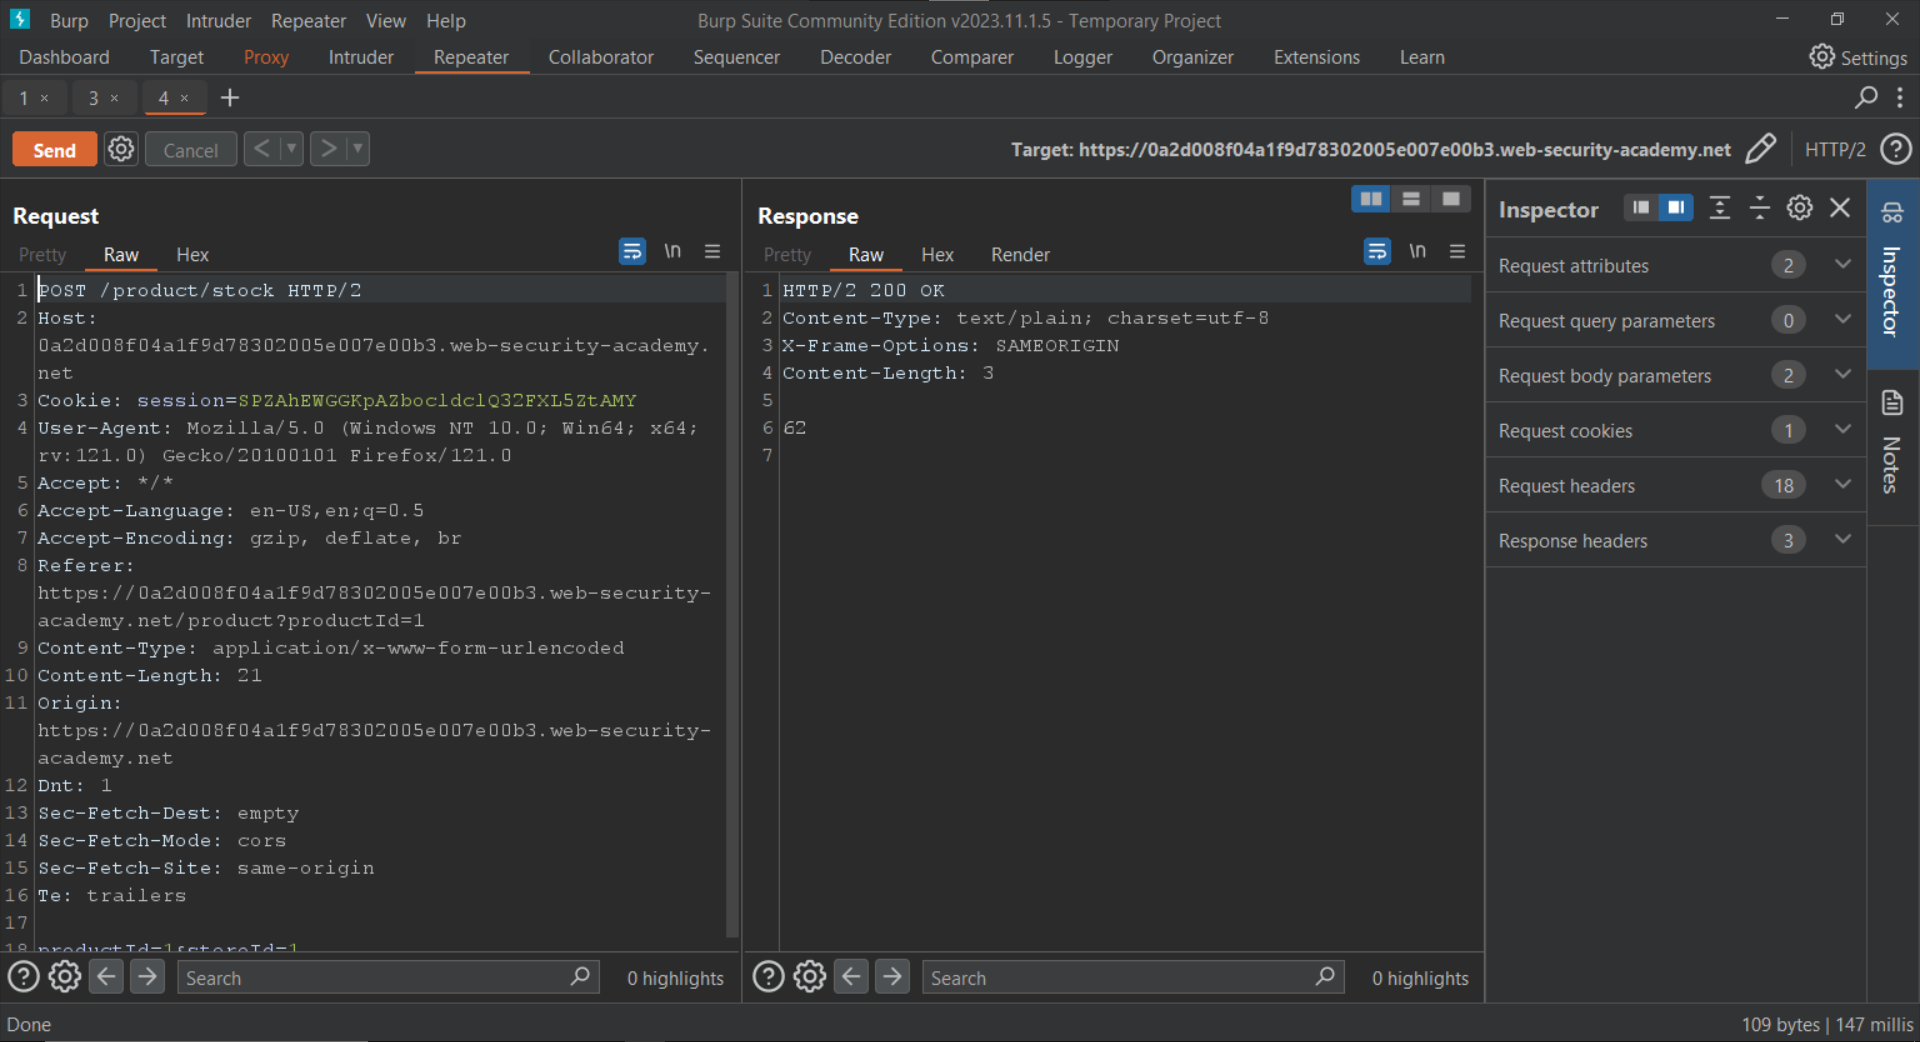 Burp Project Intruder Repeater View Help Burp Suite Community Edition v2023.11.1.5 - Temporary Project
Dashboard Target Proxy Intruder Repeater Collaborator Sequencer Decoder Comparer Logger Organizer Extensions Learn Settings
1 × 3 × 4 × +
Send Cancel < > Target: https://0a2d008f04a1f9d78302005e007e00b3.web-security-academy.net HTTP/2
Request
Pretty Raw Hex \n
1 POST /product/stock HTTP/2
2 Host:
0a2d008f04a1f9d78302005e007e00b3.web-security-academy.
net
3 Cookie: session=SPZAhEWGGKpAZbocldclQ32FXL5ZtAMY
4 User-Agent: Mozilla/5.0 (Windows NT 10.0; Win64; x64;
rv:121.0) Gecko/20100101 Firefox/121.0
5 Accept: */*
6 Accept-Language: en-US,en;q=0.5
7 Accept-Encoding: gzip, deflate, br
8 Referer:
https://0a2d008f04a1f9d78302005e007e00b3.web-security-
academy.net/product?productId=1
9 Content-Type: application/x-www-form-urlencoded
10 Content-Length: 21
11 Origin:
https://0a2d008f04a1f9d78302005e007e00b3.web-security-
academy.net
12 Dnt: 1
13 Sec-Fetch-Dest: empty
14 Sec-Fetch-Mode: cors
15 Sec-Fetch-Site: same-origin
16 Te: trailers
17
18 productId=1&storeId=1
Search 0 highlights
Response
Pretty Raw Hex Render \n
1 HTTP/2 200 OK
2 Content-Type: text/plain; charset=utf-8
3 X-Frame-Options: SAMEORIGIN
4 Content-Length: 3
5
6 62
7
Search 0 highlights
Inspector
Request attributes 2
Request query parameters 0
Request body parameters 2
Request cookies 1
Request headers 18
Response headers 3
Inspector
Notes
Done 109 bytes | 147 millis